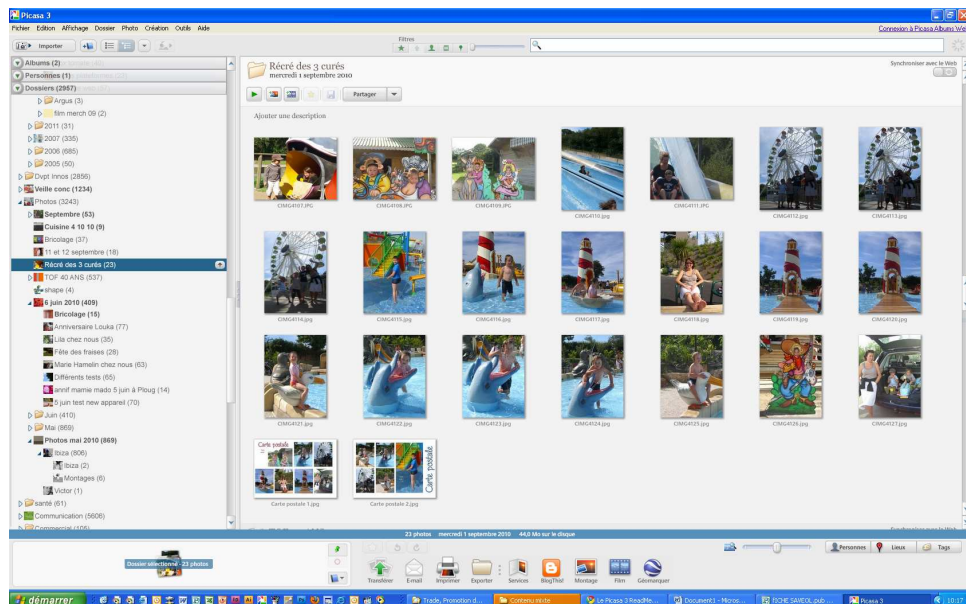 Picasa 3
Fichier Edition Affichage Dossier Photo Création Outils Aide
Connexion à Picasa Albums Web
Importer
Filtres
Albums (2)
Personnes (1)
Dossiers (2957)
Argus (3)
film merch 09 (2)
2011 (31)
2007 (335)
2006 (685)
2005 (50)
Dvpt innos (2856)
Veille conc (1234)
Photos (3243)
Septembre (53)
Cuisine 4 10 10 (9)
Bricolage (37)
11 et 12 septembre (18)
Récré des 3 curés (23)
TOF 40 ANS (537)
shape (4)
6 juin 2010 (409)
Bricolage (15)
Anniversaire Louka (77)
Lila chez nous (35)
Fête des fraises (28)
Marie Hamelin chez nous (63)
Différents tests (65)
annif mamie mado 5 juin à Ploug (14)
5 juin test new appareil (70)
Juin (410)
Mai (869)
Photos mai 2010 (869)
Ibiza (806)
Ibiza (2)
Montages (6)
Victor (1)
santé (61)
Communication (5606)
Commercial (105)
Récré des 3 curés
mercredi 1 septembre 2010
Synchroniser avec le Web
Partager
Ajouter une description
CIMG4107.JPG CIMG4108.JPG CIMG4109.JPG CIMG4110.jpg CIMG4111.JPG CIMG4112.jpg CIMG4113.jpg
CIMG4114.jpg CIMG4115.jpg CIMG4116.jpg CIMG4117.jpg CIMG4118.jpg CIMG4119.jpg CIMG4120.jpg
CIMG4121.jpg CIMG4122.jpg CIMG4123.jpg CIMG4124.jpg CIMG4125.jpg CIMG4126.jpg CIMG4127.jpg
Carte postale
Carte postale
Carte postale 1.jpg Carte postale 2.jpg
Synchroniser avec le Web
23 photos mercredi 1 septembre 2010 44,0 Mo sur le disque
Dossier sélectionné - 23 photos
Personnes Lieux Tags
Transférer E-mail Imprimer Exporter Services BlogThis! Montage Film Géomarquer
démarrer
Trade, Promotion d...
Contenu mixte
Le Picasa 3 ReadMe...
Document1 - Micros...
FICHE SAVEOL.pub ...
Picasa 3
10:17